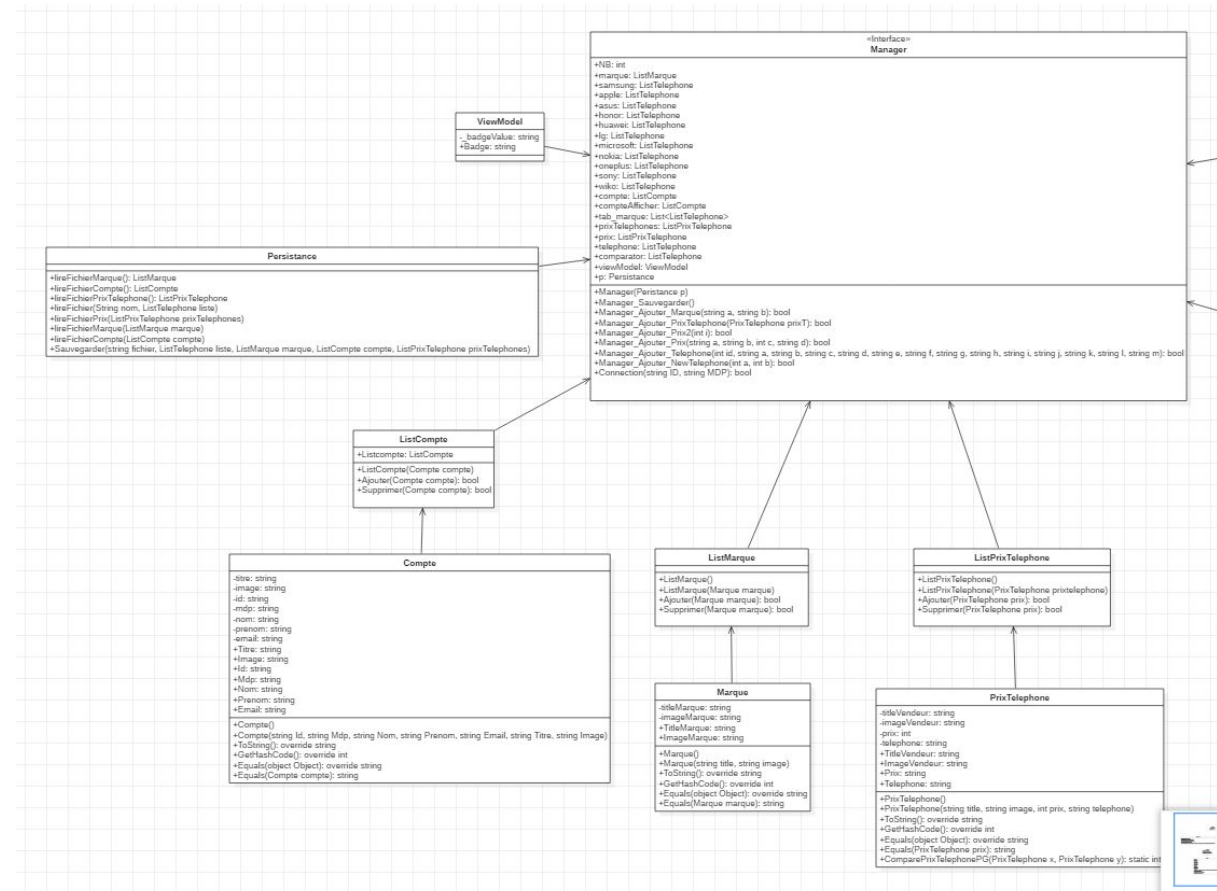 «Interface»
Manager
+NB: int
+marque: ListMarque
+samsung: ListTelephone
+apple: ListTelephone
+asus: ListTelephone
+honor: ListTelephone
+huawei: ListTelephone
+lg: ListTelephone
+microsoft: ListTelephone
+nokia: ListTelephone
+oneplus: ListTelephone
+sony: ListTelephone
+wiko: ListTelephone
+compte: ListCompte
+compteAfficher: ListCompte
+tab_marque: List<ListTelephone>
+prixTelephones: ListPrixTelephone
+prix: ListPrixTelephone
+telephone: ListTelephone
+comparator: ListTelephone
+viewModel: ViewModel
+p: Persistance
+Manager(Peristance p)
+Manager_Sauvegarder()
+Manager_Ajouter_Marque(string a, string b): bool
+Manager_Ajouter_PrixTelephone(PrixTelephone prixT): bool
+Manager_Ajouter_Prix2(int i): bool
+Manager_Ajouter_Prix(string a, string b, int c, string d): bool
+Manager_Ajouter_Telephone(int id, string a, string b, string c, string d, string e, string f, string g, string h, string i, string j, string k, string l, string m): bool
+Manager_Ajouter_NewTelephone(int a, int b): bool
+Connection(string ID, string MDP): bool
ViewModel
-_badgeValue: string
+Badge: string
Persistance
+lireFichierMarque(): ListMarque
+lireFichierCompte(): ListCompte
+lireFichierPrixTelephone(): ListPrixTelephone
+lireFichier(String nom, ListTelephone liste)
+lireFichierPrix(ListPrixTelephone prixTelephones)
+lireFichierMarque(ListMarque marque)
+lireFichierCompte(ListCompte compte)
+Sauvegarder(string fichier, ListTelephone liste, ListMarque marque, ListCompte compte, ListPrixTelephone prixTelephones)
ListCompte
+Listcompte: ListCompte
+ListCompte(Compte compte)
+Ajouter(Compte compte): bool
+Supprimer(Compte compte): bool
Compte
-titre: string
-image: string
-id: string
-mdp: string
-nom: string
-prenom: string
-email: string
+Titre: string
+Image: string
+Id: string
+Mdp: string
+Nom: string
+Prenom: string
+Email: string
+Compte()
+Compte(string Id, string Mdp, string Nom, string Prenom, string Email, string Titre, string Image)
+ToString(): override string
+GetHashCode(): override int
+Equals(object Object): override string
+Equals(Compte compte): string
ListMarque
+ListMarque()
+ListMarque(Marque marque)
+Ajouter(Marque marque): bool
+Supprimer(Marque marque): bool
Marque
-titleMarque: string
-imageMarque: string
+TitleMarque: string
+ImageMarque: string
+Marque()
+Marque(string title, string image)
+ToString(): override string
+GetHashCode(): override int
+Equals(object Object): override string
+Equals(Marque marque): string
ListPrixTelephone
+ListPrixTelephone()
+ListPrixTelephone(PrixTelephone prixtelephone)
+Ajouter(PrixTelephone prix): bool
+Supprimer(PrixTelephone prix): bool
PrixTelephone
-titleVendeur: string
-imageVendeur: string
-prix: int
-telephone: string
+TitleVendeur: string
+ImageVendeur: string
+Prix: string
+Telephone: string
+PrixTelephone()
+PrixTelephone(string title, string image, int prix, string telephone)
+ToString(): override string
+GetHashCode(): override int
+Equals(object Object): override string
+Equals(PrixTelephone prix): string
+ComparePrixTelephonePG(PrixTelephone x, PrixTelephone y): static int